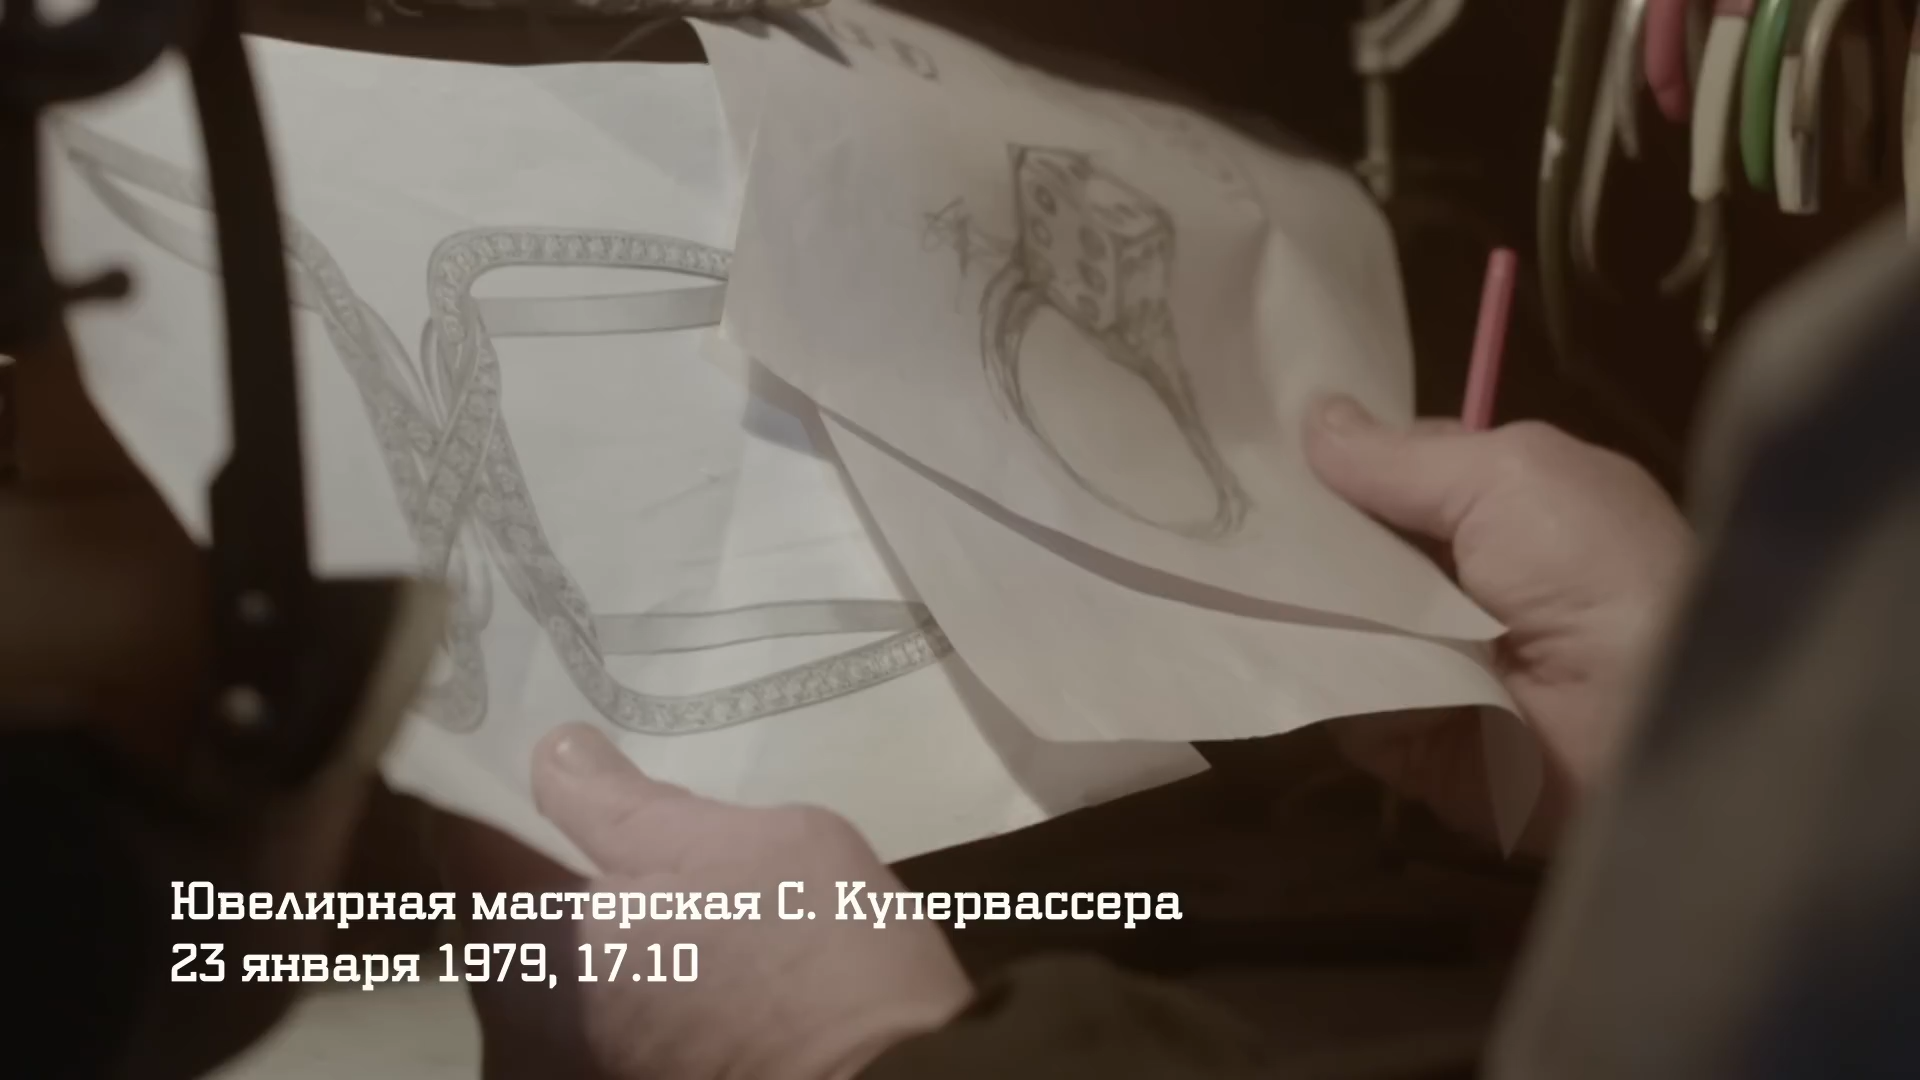 Ювелирная мастерская С. Купервассера
23 января 1979, 17.10